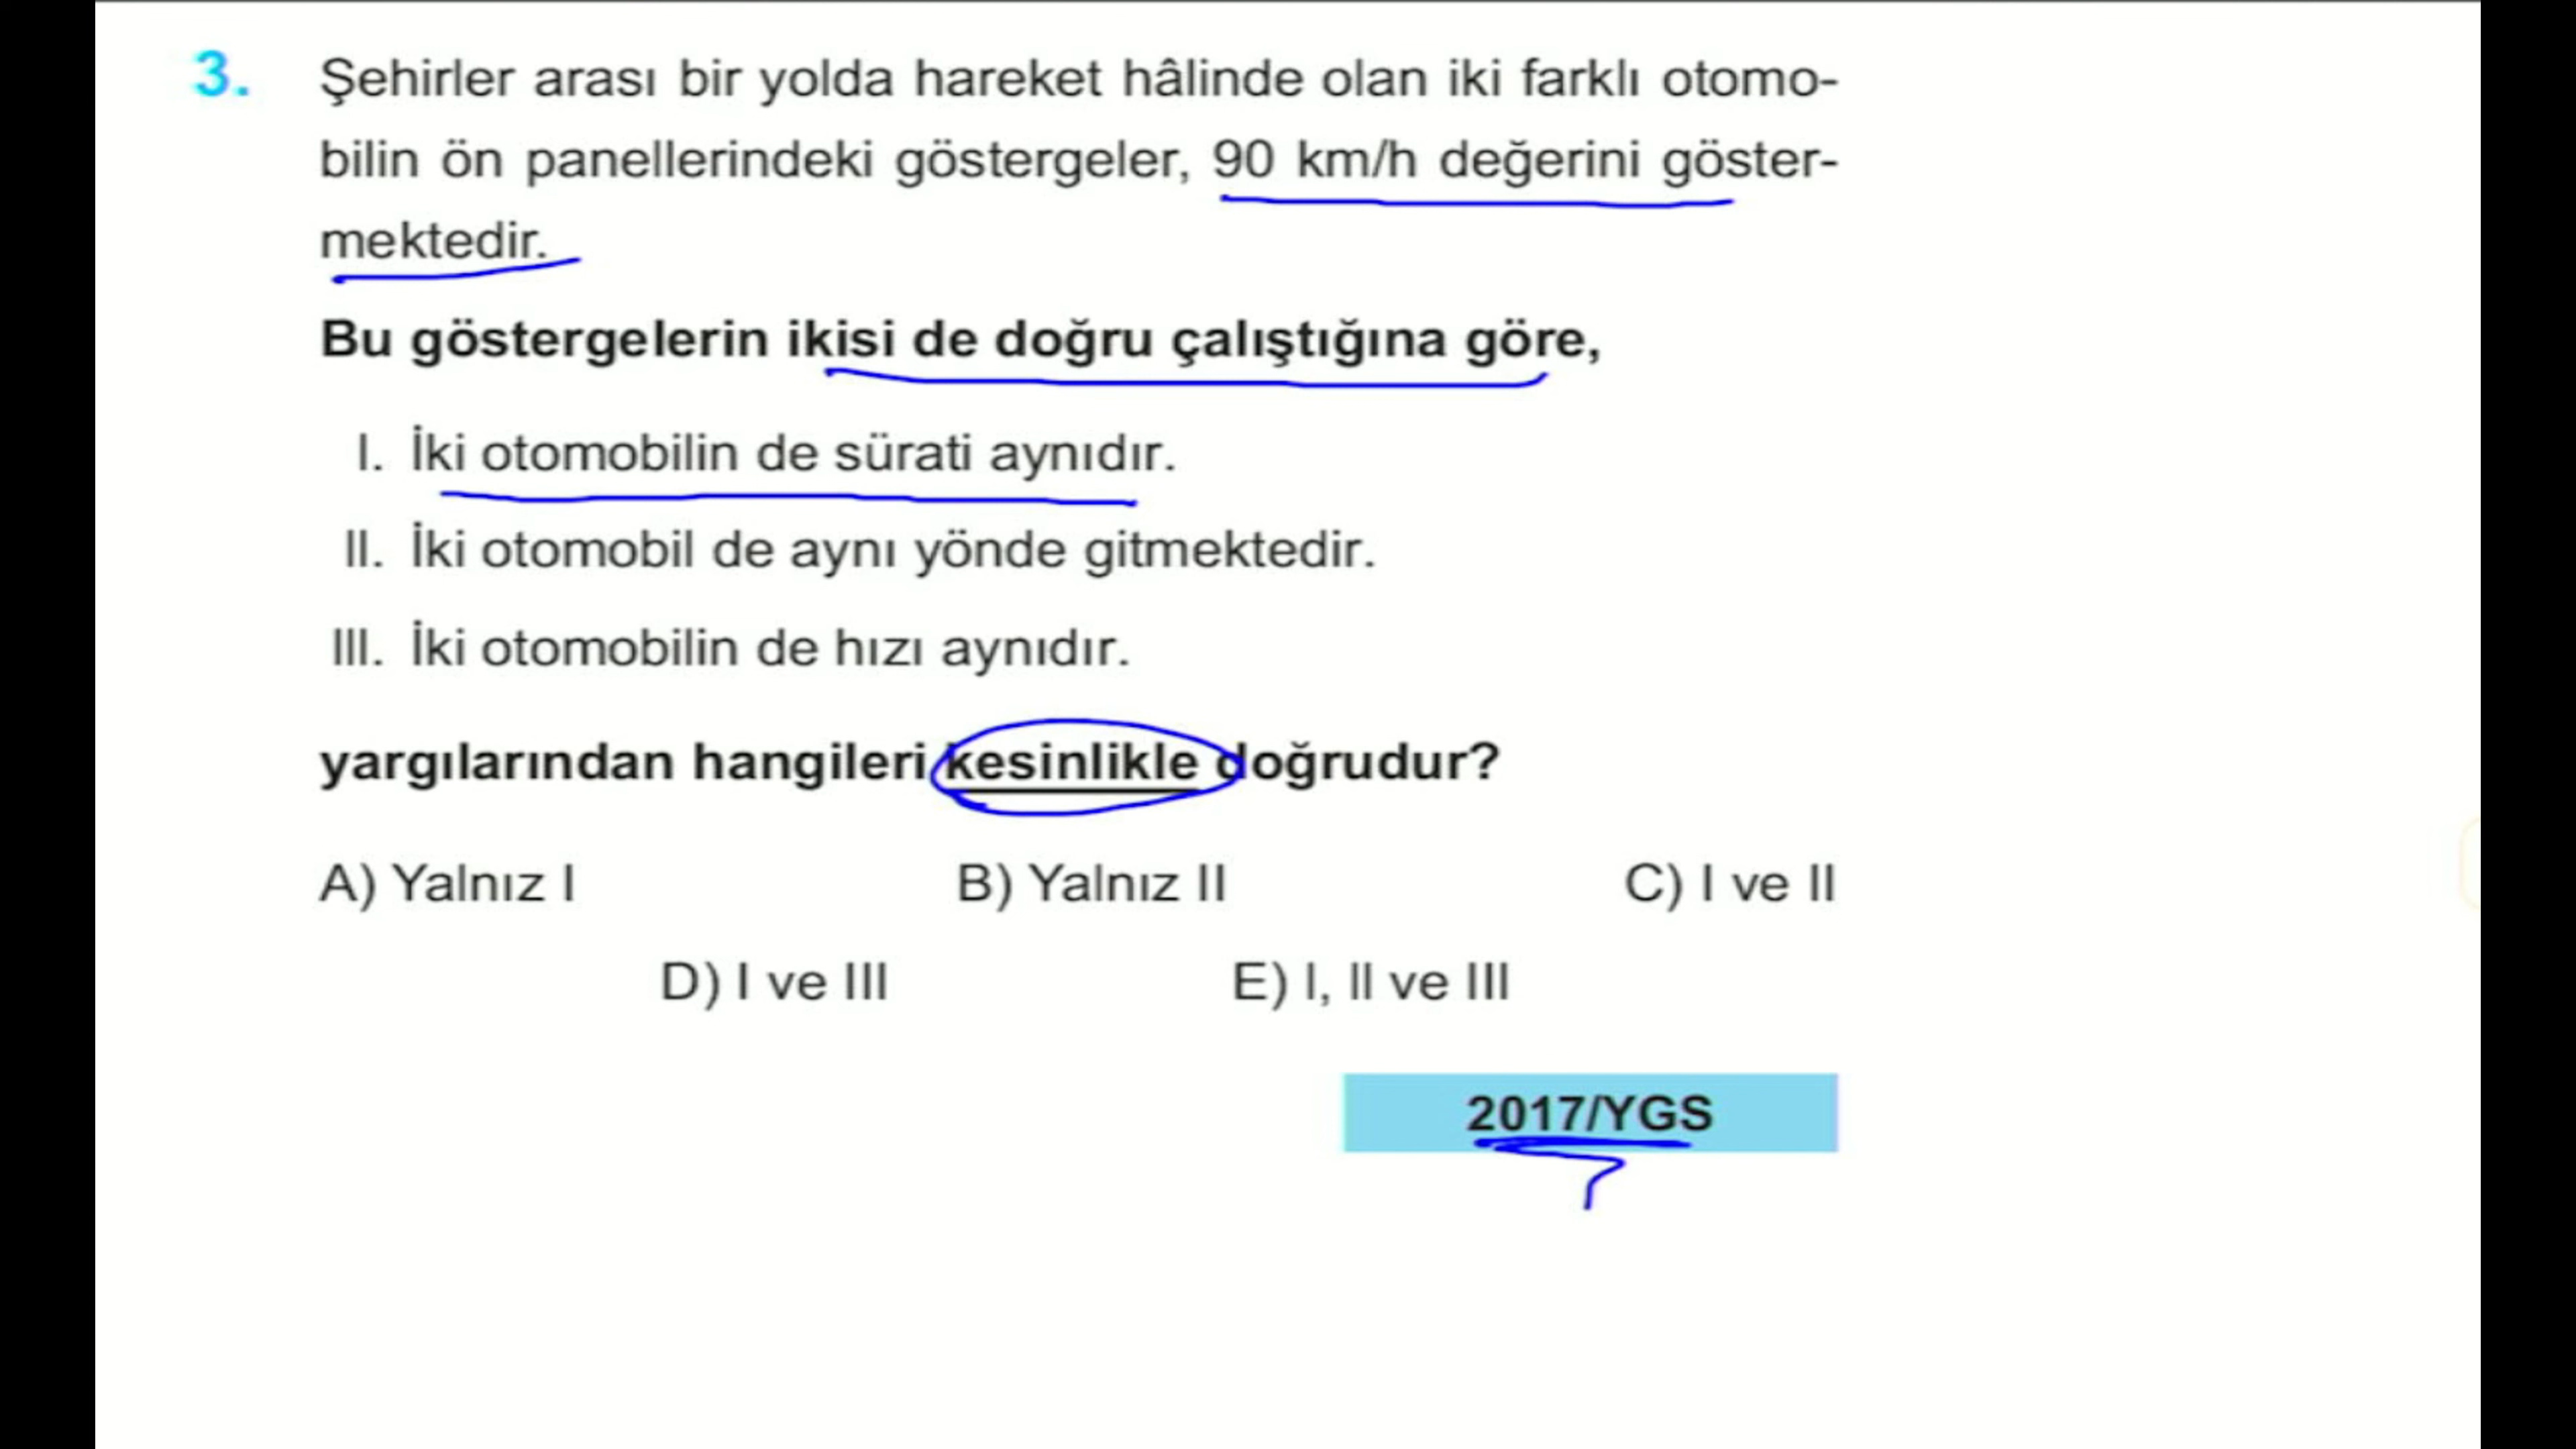 3. Şehirler arası bir yolda hareket hâlinde olan iki farklı otomo-
bilin ön panellerindeki göstergeler, 90 km/h değerini göster-
mektedir.
Bu göstergelerin ikisi de doğru çalıştığına göre,
I. İki otomobilin de sürati aynıdır.
II. İki otomobil de aynı yönde gitmektedir.
III. İki otomobilin de hızı aynıdır.
yargılarından hangileri kesinlikle doğrudur?
A) Yalnız I B) Yalnız II C) I ve II
D) I ve III E) I, II ve III
2017/YGS